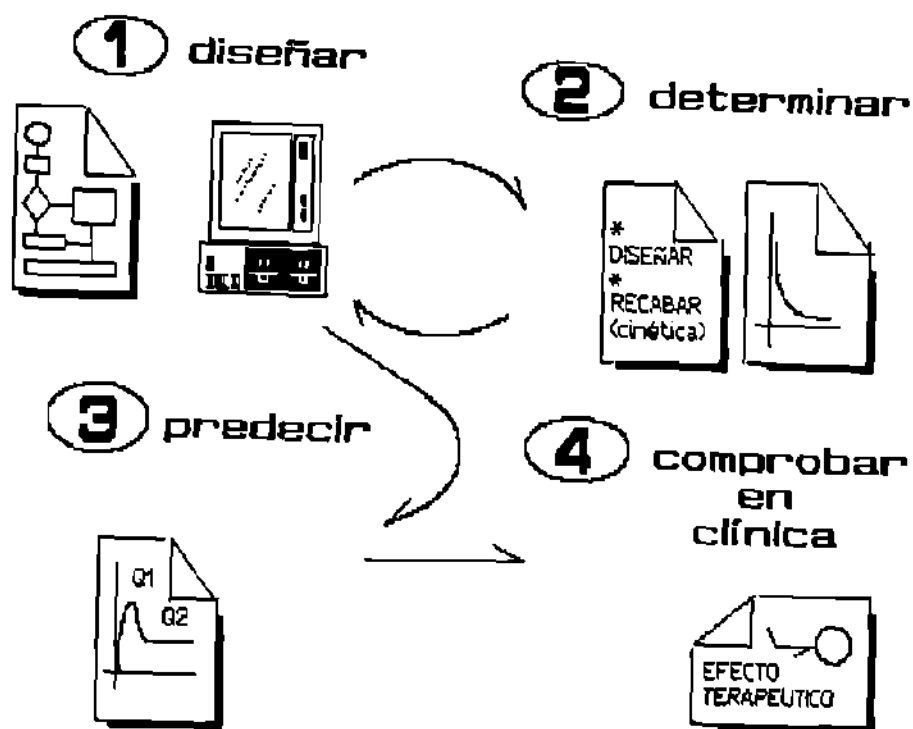 1 diseñar
2 determinar
*
DISEÑAR
*
RECABAR
(cinética)
3 predecir
Q1
Q2
4 comprobar
en
clínica
EFECTO
TERAPEUTICO